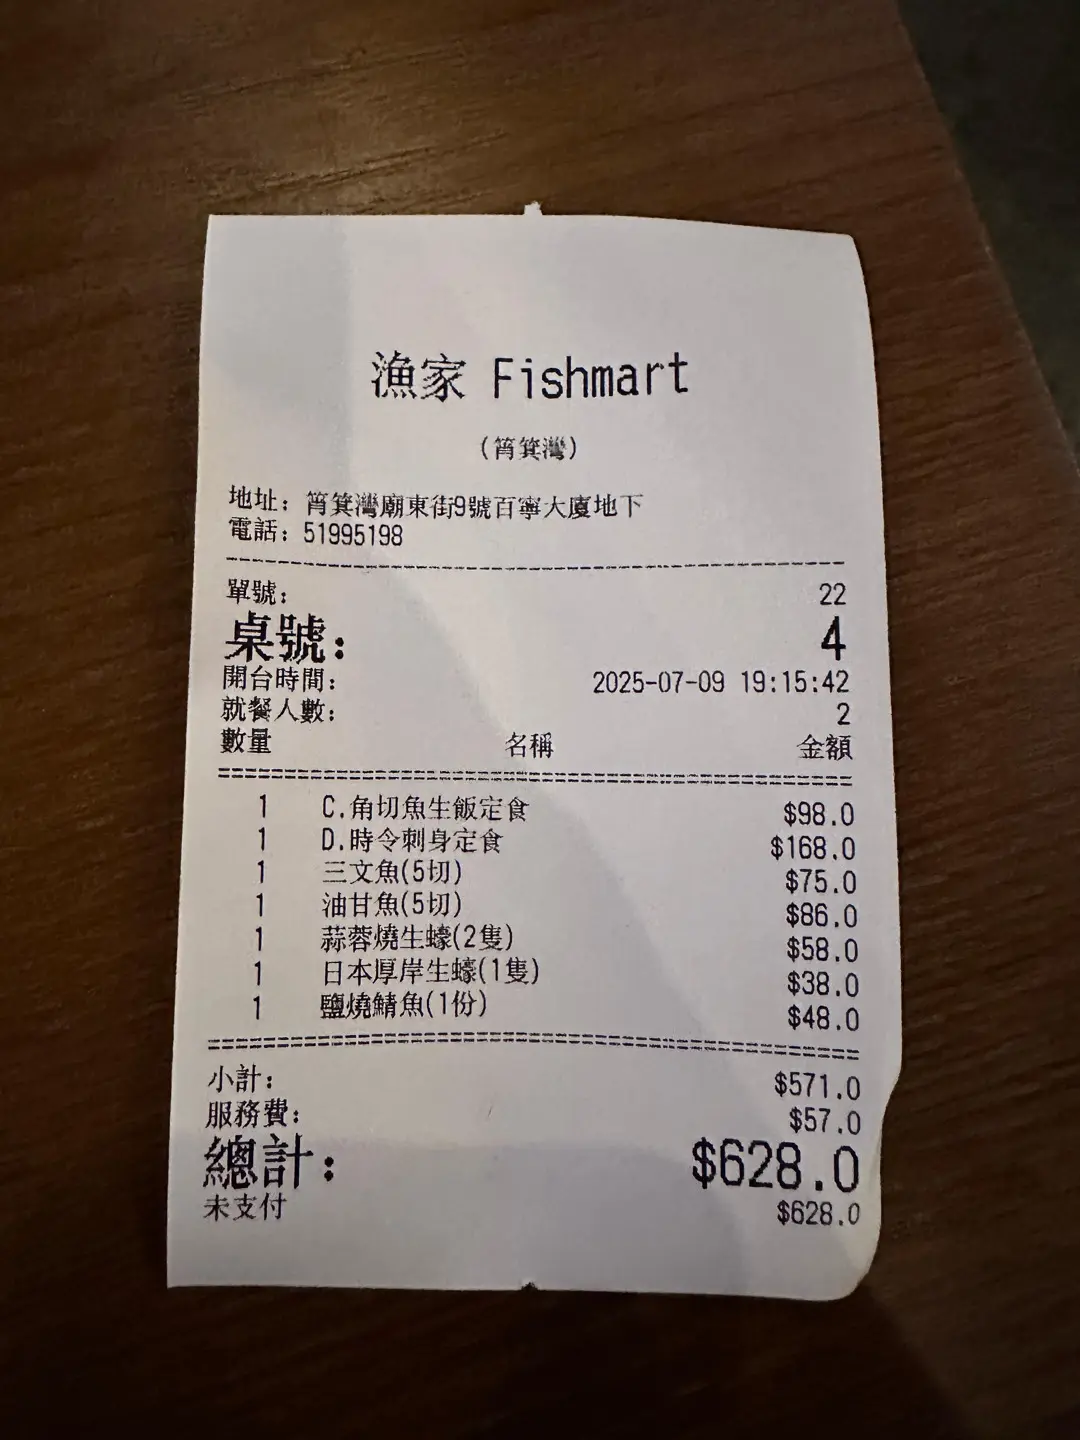 漁家 Fishmart
(筲箕灣)
地址: 筲箕灣廟東街9號百寧大廈地下
電話: 51995198
單號: 22
桌號: 4
開台時間: 2025-07-09 19:15:42
就餐人數: 2
數量 名稱 金額
1 C.角切魚生飯定食 $98.0
1 D.時令刺身定食 $168.0
1 三文魚(5切) $75.0
1 油甘魚(5切) $86.0
1 蒜蓉燒生蠔(2隻) $58.0
1 日本厚岸生蠔(1隻) $38.0
1 鹽燒鯖魚(1份) $48.0
小計: $571.0
服務費: $57.0
總計: $628.0
未支付 $628.0